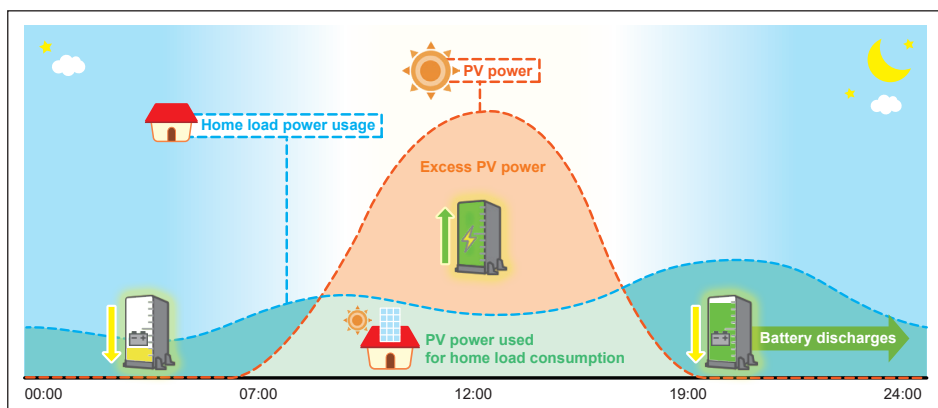 PV power
Home load power usage
Excess PV power
PV power used
for home load consumption
Battery discharges
00:00
07:00
12:00
19:00
24:00